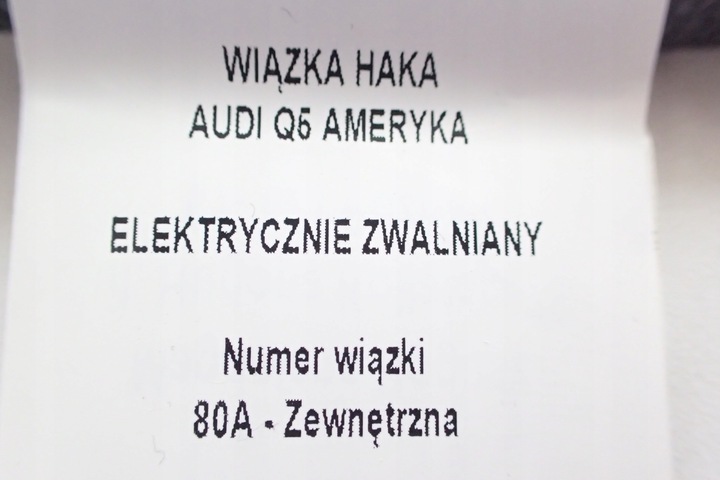 WIĄZKA HAKA
AUDI Q5 AMERYKA
ELEKTRYCZNIE ZWALNIANY
Numer wiązki
80A - Zewnętrzna